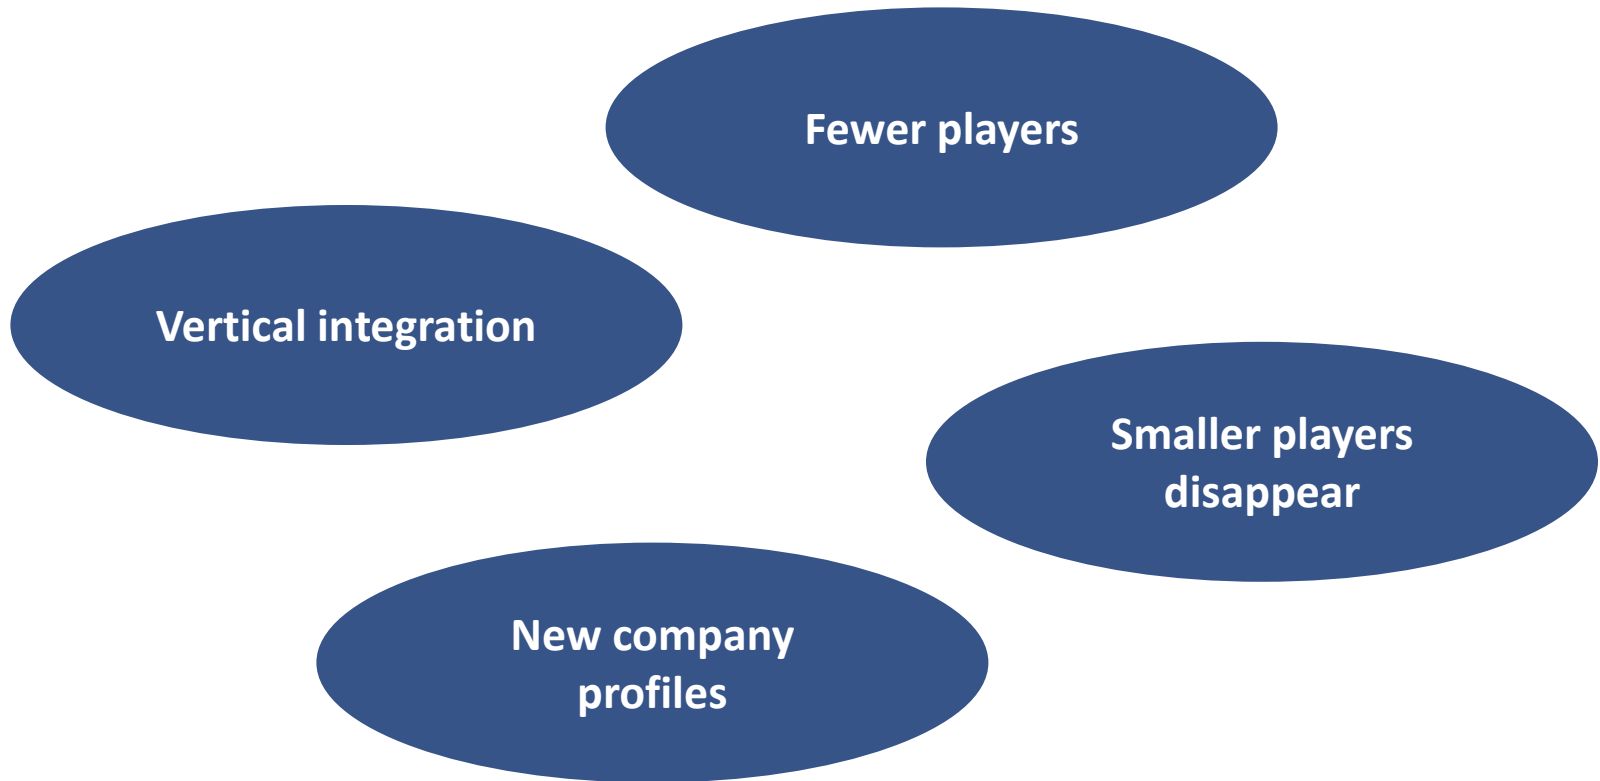 Fewer players
Vertical integration
Smaller players
disappear
New company
profiles